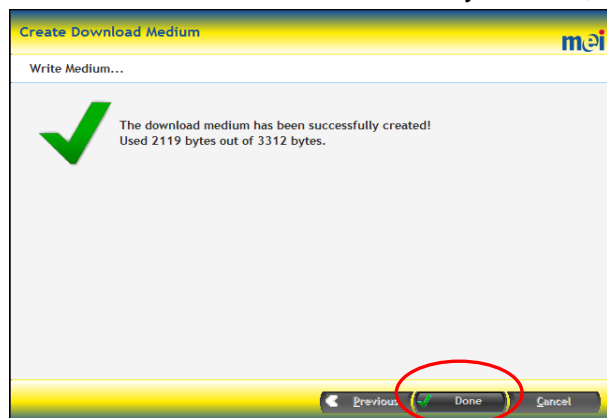 Create Download Medium
mei
Write Medium...
The download medium has been successfully created!
Used 2119 bytes out of 3312 bytes.
Previous Done Cancel